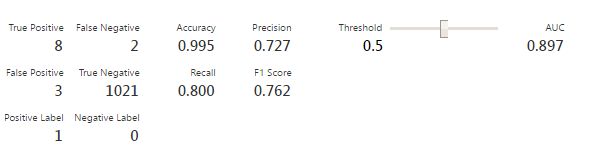 True Positive False Negative Accuracy Precision Threshold AUC
8 2 0.995 0.727 0.5 0.897
False Positive True Negative Recall F1 Score
3 1021 0.800 0.762
Positive Label Negative Label
1 0